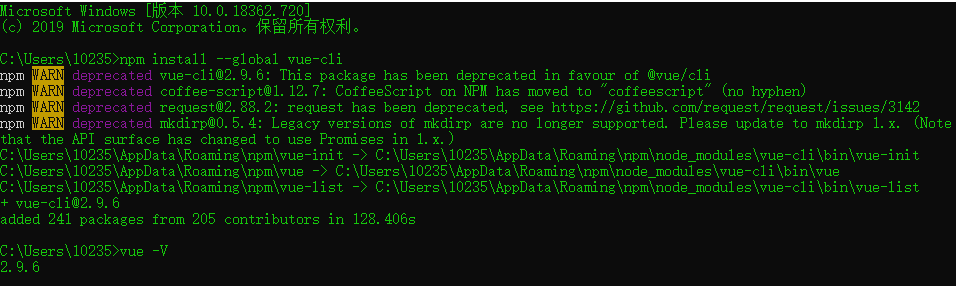 Microsoft Windows [版本 10.0.18362.720]
(c) 2019 Microsoft Corporation。保留所有权利。
C:\Users\10235>npm install --global vue-cli
npm WARN deprecated vue-cli@2.9.6: This package has been deprecated in favour of @vue/cli
npm WARN deprecated coffee-script@1.12.7: CoffeeScript on NPM has moved to "coffeescript" (no hyphen)
npm WARN deprecated request@2.88.2: request has been deprecated, see https://github.com/request/request/issues/3142
npm WARN deprecated mkdirp@0.5.4: Legacy versions of mkdirp are no longer supported. Please update to mkdirp 1.x. (Note
that the API surface has changed to use Promises in 1.x.)
C:\Users\10235\AppData\Roaming\npm\vue-init -> C:\Users\10235\AppData\Roaming\npm\node_modules\vue-cli\bin\vue-init
C:\Users\10235\AppData\Roaming\npm\vue -> C:\Users\10235\AppData\Roaming\npm\node_modules\vue-cli\bin\vue
C:\Users\10235\AppData\Roaming\npm\vue-list -> C:\Users\10235\AppData\Roaming\npm\node_modules\vue-cli\bin\vue-list
+ vue-cli@2.9.6
added 241 packages from 205 contributors in 128.406s
C:\Users\10235>vue -V
2.9.6